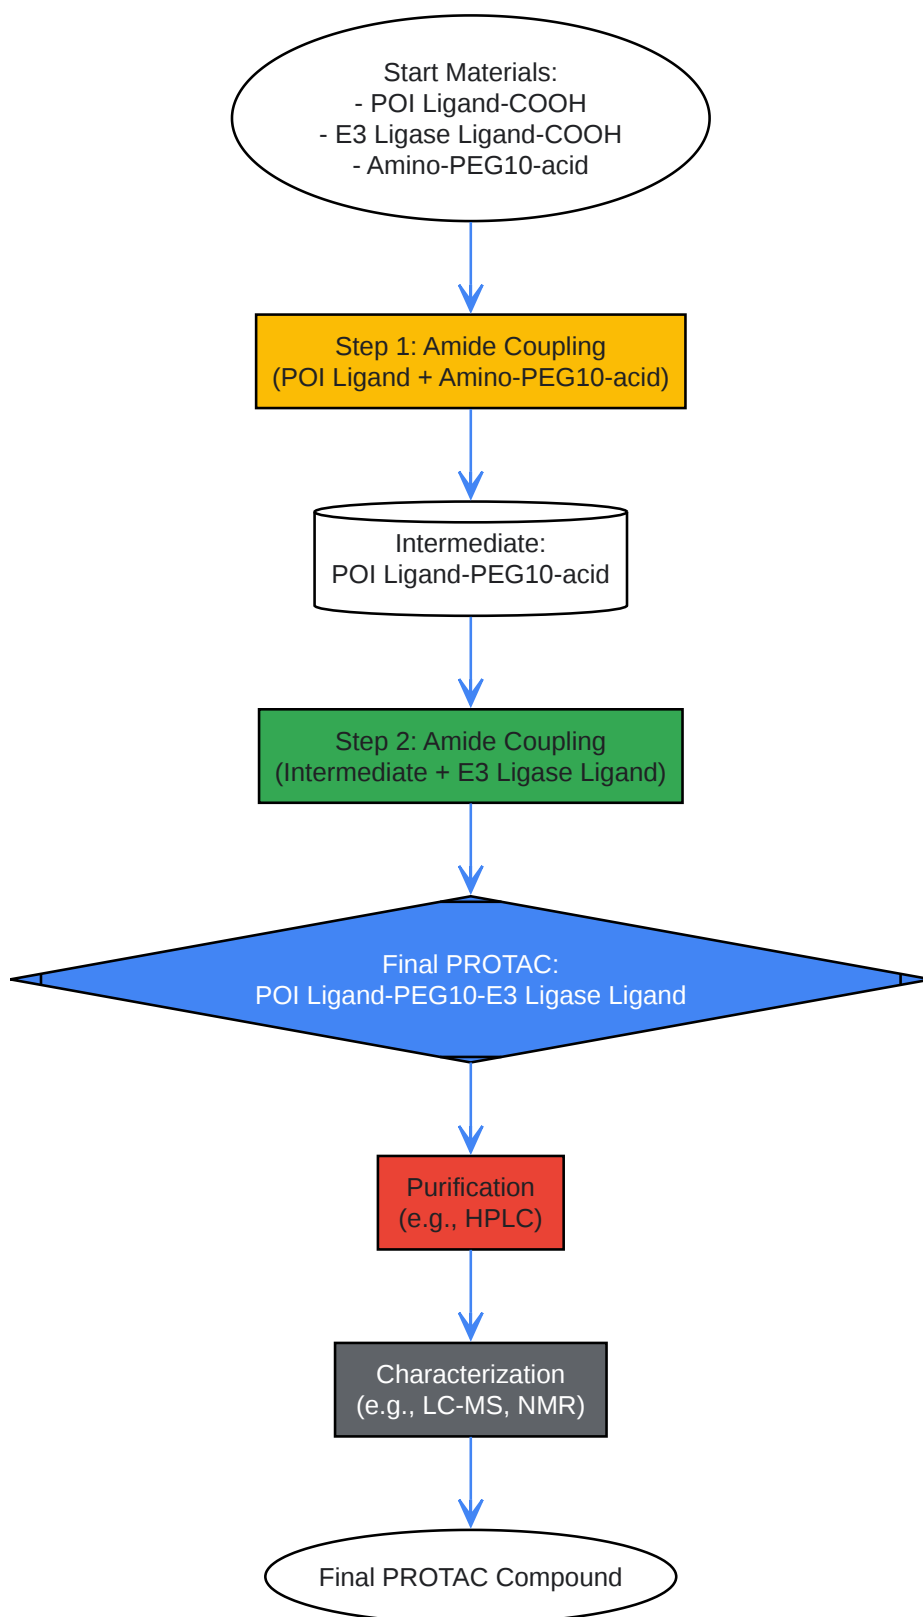 Start Materials:
- POI Ligand-COOH
- E3 Ligase Ligand-COOH
- Amino-PEG10-acid
Step 1: Amide Coupling
(POI Ligand + Amino-PEG10-acid)
Intermediate:
POI Ligand-PEG10-acid
Step 2: Amide Coupling
(Intermediate + E3 Ligase Ligand)
Final PROTAC:
POI Ligand-PEG10-E3 Ligase Ligand
Purification
(e.g., HPLC)
Characterization
(e.g., LC-MS, NMR)
Final PROTAC Compound